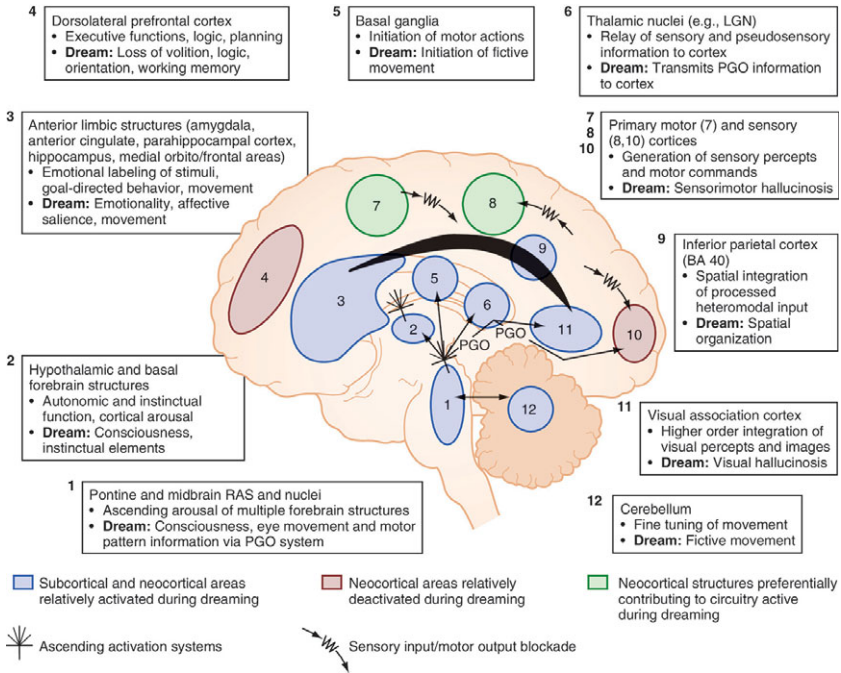 4
Dorsolateral prefrontal cortex
• Executive functions, logic, planning
• Dream: Loss of volition, logic,
orientation, working memory
5
Basal ganglia
• Initiation of motor actions
• Dream: Initiation of fictive
movement
6
Thalamic nuclei (e.g., LGN)
• Relay of sensory and pseudosensory
information to cortex
• Dream: Transmits PGO information
to cortex
3
Anterior limbic structures (amygdala,
anterior cingulate, parahippocampal cortex,
hippocampus, medial orbito/frontal areas)
• Emotional labeling of stimuli,
goal-directed behavior, movement
• Dream: Emotionality, affective
salience, movement
7
8
10
Primary motor (7) and sensory
(8,10) cortices
• Generation of sensory percepts
and motor commands
• Dream: Sensorimotor hallucinosis
9
Inferior parietal cortex
(BA 40)
• Spatial integration
of processed
heteromodal input
• Dream: Spatial
organization
7
8
9
4
3
5
6
2
11
10
PGO
PGO
1
12
2
Hypothalamic and basal
forebrain structures
• Autonomic and instinctual
function, cortical arousal
• Dream: Consciousness,
instinctual elements
11
Visual association cortex
• Higher order integration of
visual percepts and images
• Dream: Visual hallucinosis
1
Pontine and midbrain RAS and nuclei
• Ascending arousal of multiple forebrain structures
• Dream: Consciousness, eye movement and motor
pattern information via PGO system
12
Cerebellum
• Fine tuning of movement
• Dream: Fictive movement
Subcortical and neocortical areas
relatively activated during dreaming
Neocortical areas relatively
deactivated during dreaming
Neocortical structures preferentially
contributing to circuitry active
during dreaming
Ascending activation systems
Sensory input/motor output blockade